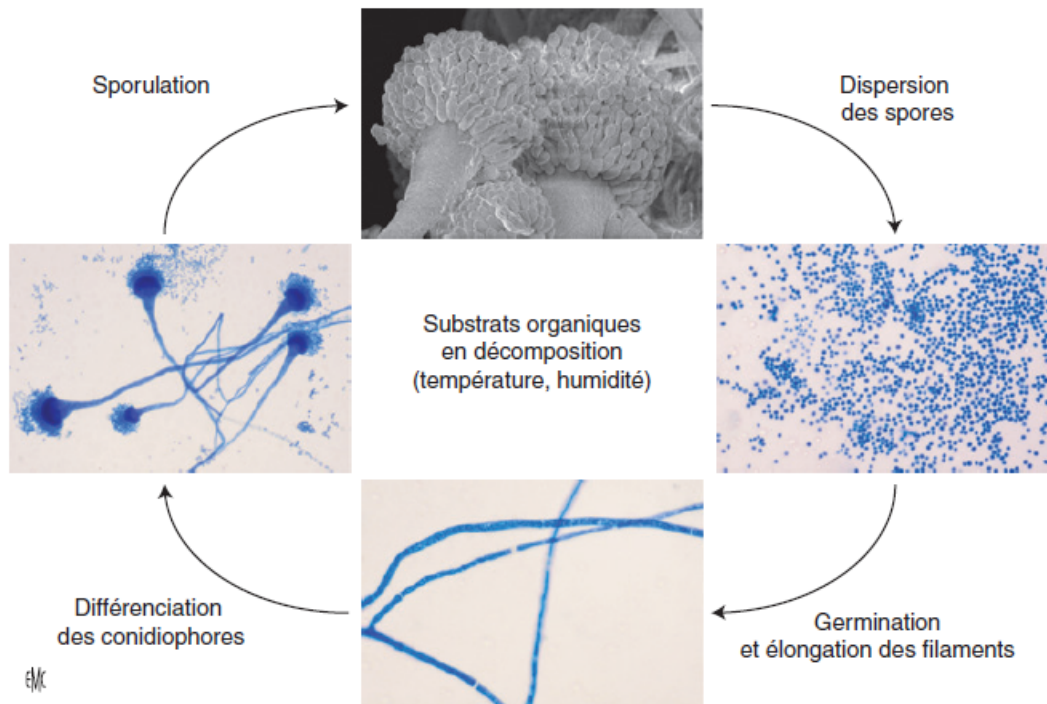 Sporulation
Dispersion
des spores
Substrats organiques
en décomposition
(température, humidité)
Différenciation
des conidiophores
Germination
et élongation des filaments
EMC